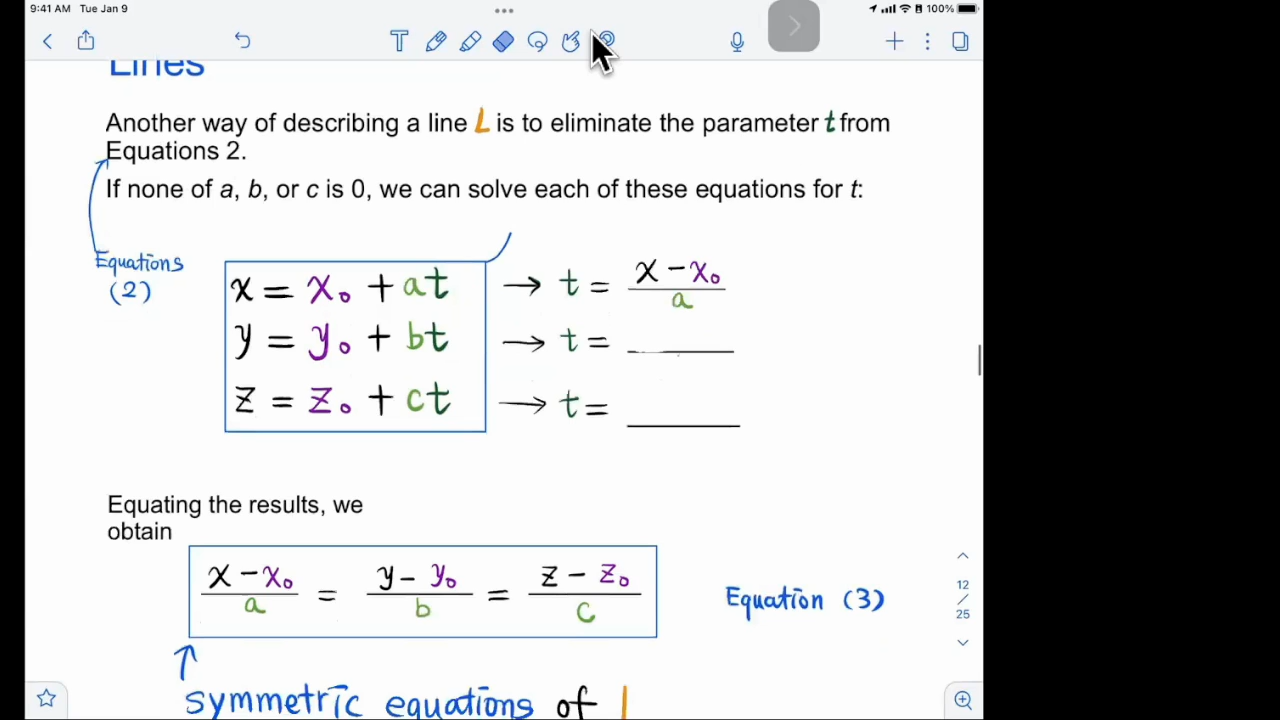 9:41 AM Tue Jan 9
100%
Lines
Another way of describing a line L is to eliminate the parameter t from
Equations 2.
If none of a, b, or c is 0, we can solve each of these equations for t:
Equations
(2)
x = x₀ + at → t = (x − x₀)/a
y = y₀ + bt → t = ___
z = z₀ + ct → t = ___
Equating the results, we
obtain
(x − x₀)/a = (y − y₀)/b = (z − z₀)/c
Equation (3)
12
/
25
symmetric equations of L